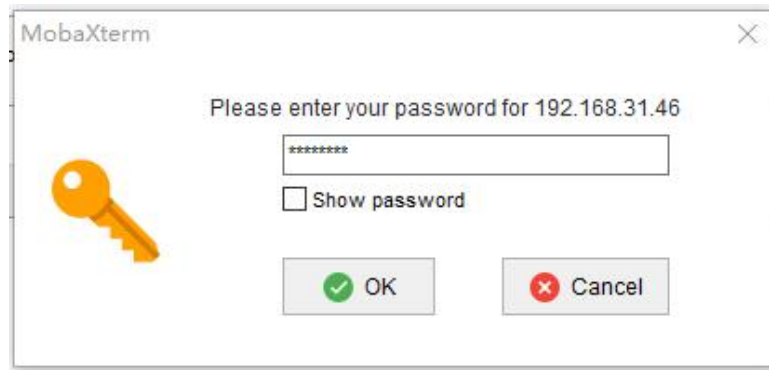 MobaXterm
Please enter your password for 192.168.31.46
********
Show password
OK
Cancel